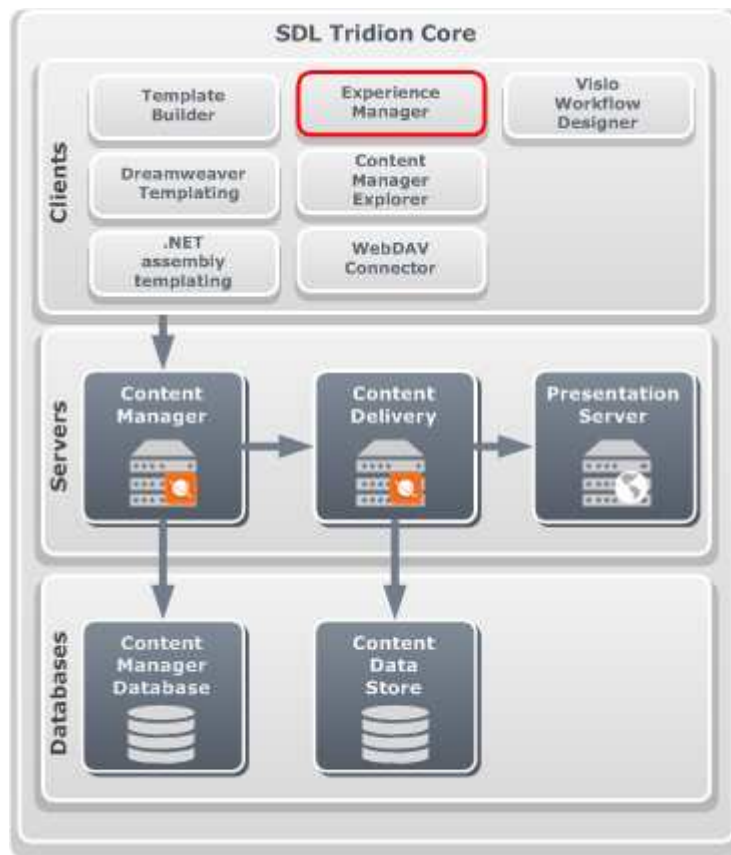 SDL Tridion Core
Clients
Template
Builder
Experience
Manager
Visio
Workflow
Designer
Dreamweaver
Templating
Content
Manager
Explorer
.NET
assembly
templating
WebDAV
Connector
Servers
Content
Manager
Content
Delivery
Presentation
Server
Databases
Content
Manager
Database
Content
Data
Store